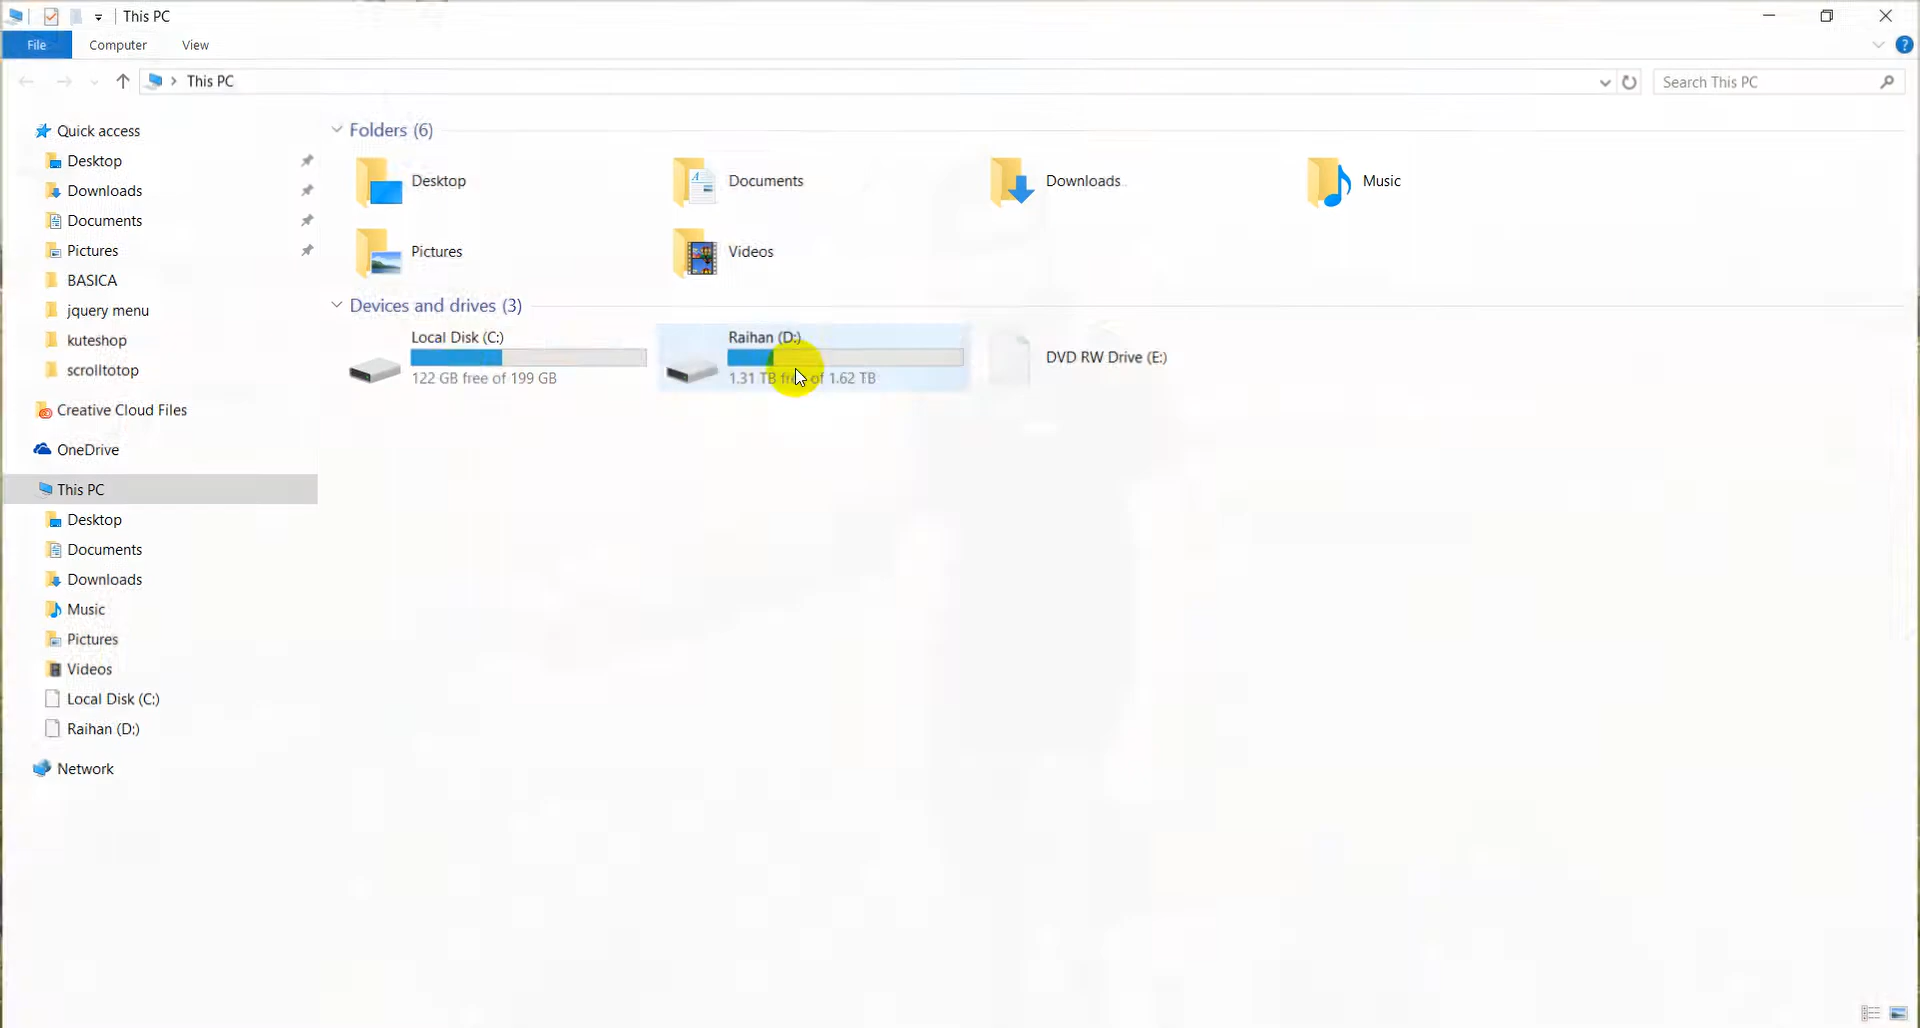 This PC
File Computer View
This PC
Search This PC
Quick access
Desktop
Downloads
Documents
Pictures
BASICA
jquery menu
kuteshop
scrolltotop
Creative Cloud Files
OneDrive
This PC
Desktop
Documents
Downloads
Music
Pictures
Videos
Local Disk (C:)
Raihan (D:)
Network
Folders (6)
Desktop Documents Downloads Music
Pictures Videos
Devices and drives (3)
Local Disk (C:)
122 GB free of 199 GB
Raihan (D:)
1.31 TB free of 1.62 TB
DVD RW Drive (E:)